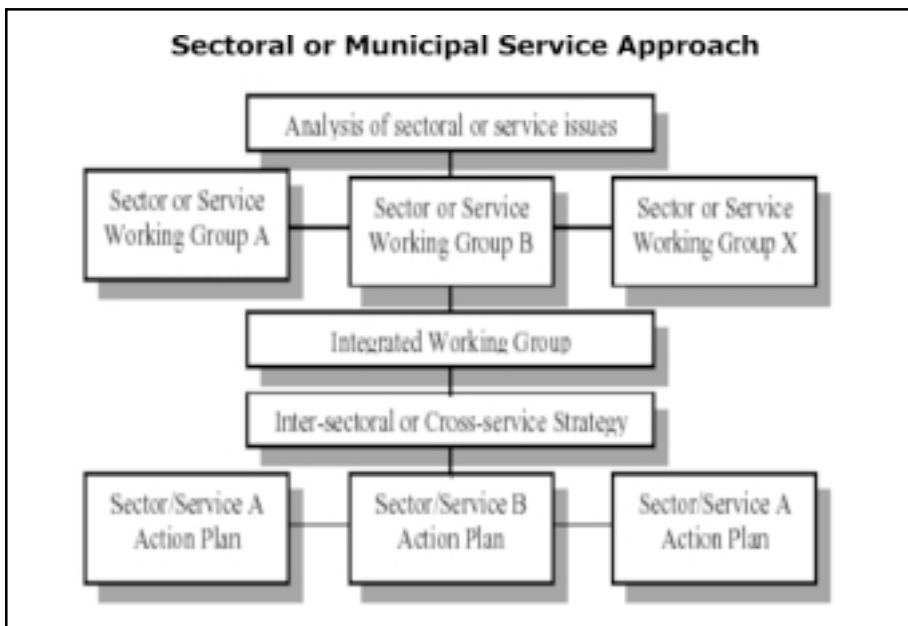 Sectoral or Municipal Service Approach
Analysis of sectoral or service issues
Sector or Service
Working Group A
Sector or Service
Working Group B
Sector or Service
Working Group X
Integrated Working Group
Inter-sectoral or Cross-service Strategy
Sector/Service A
Action Plan
Sector/Service B
Action Plan
Sector/Service A
Action Plan